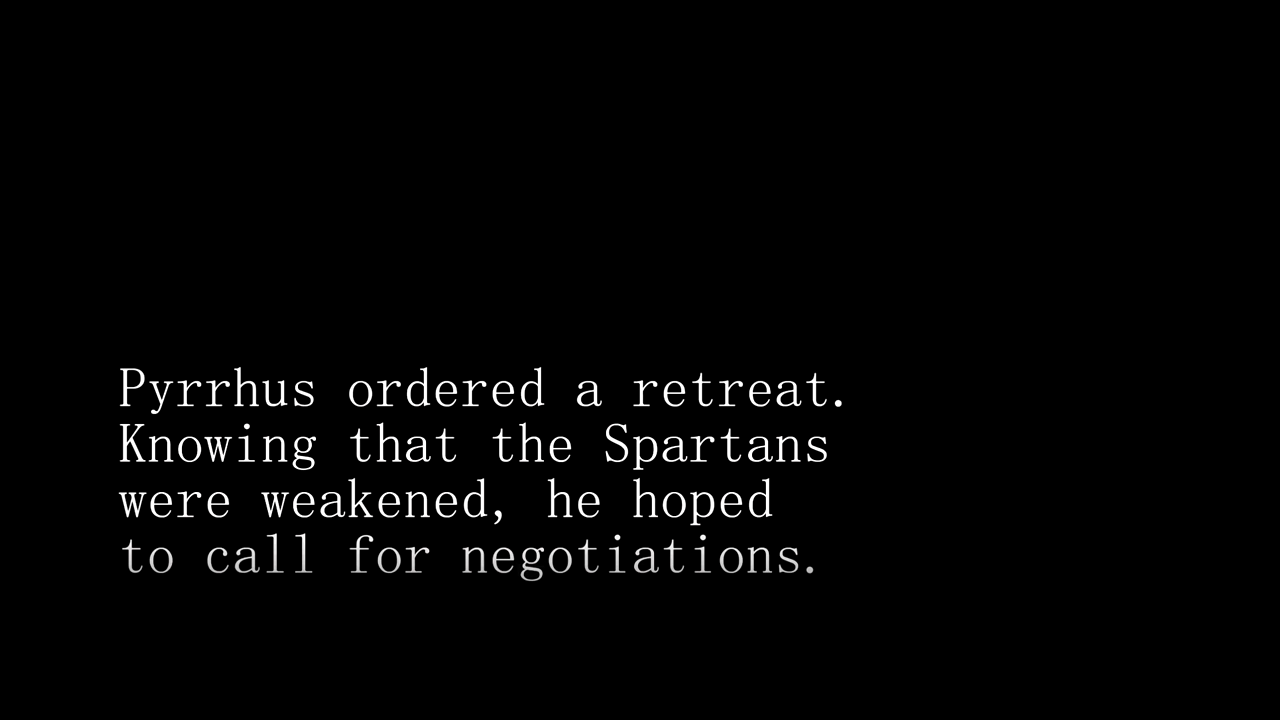 Pyrrhus ordered a retreat.
Knowing that the Spartans
were weakened, he hoped
to call for negotiations.